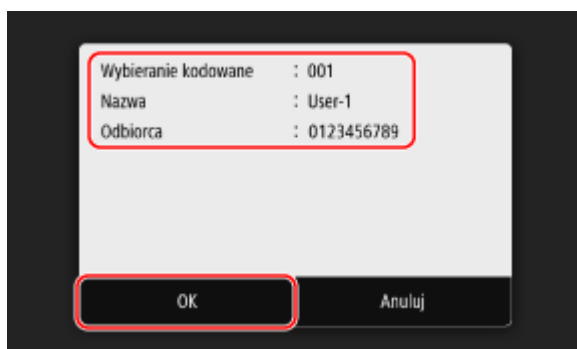 Wybieranie kodowane : 001
Nazwa : User-1
Odbiorca : 0123456789
OK Anuluj